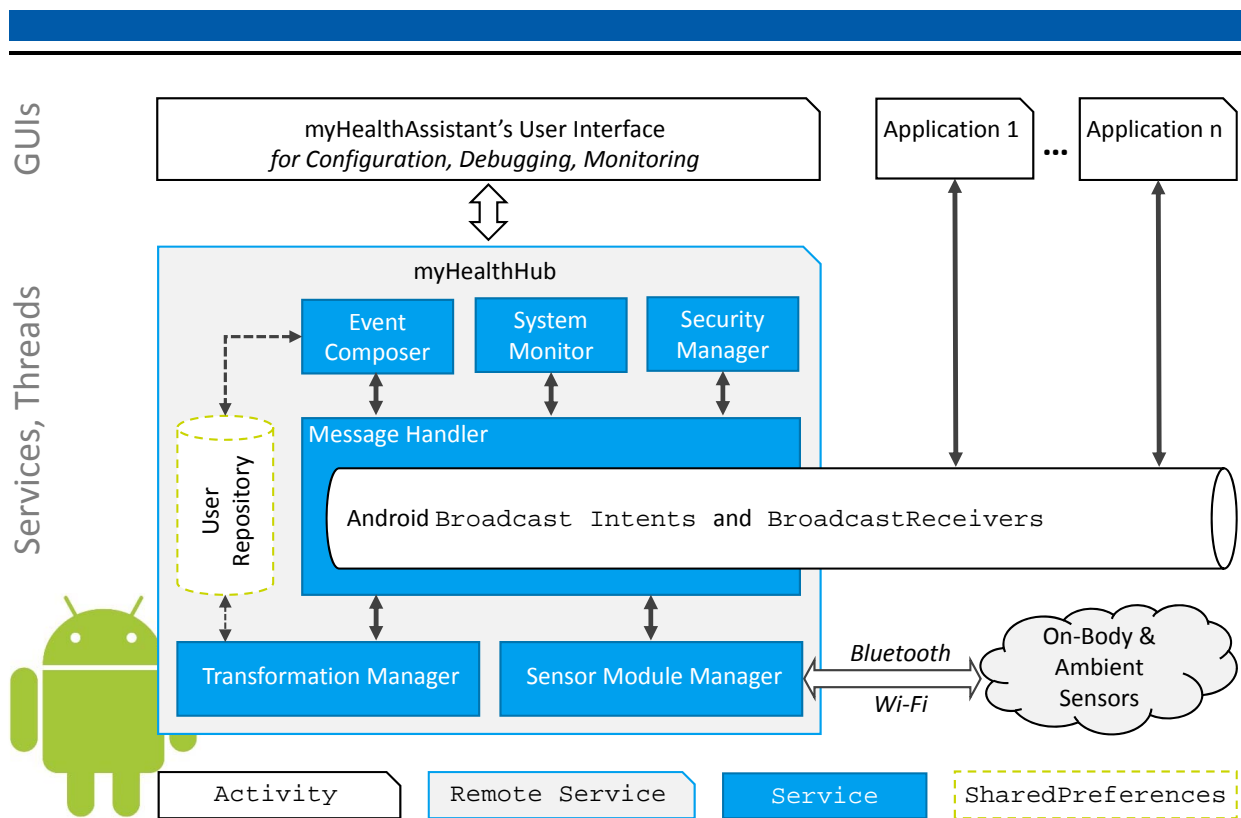 GUIs
myHealthAssistant's User Interface
for Configuration, Debugging, Monitoring
Application 1
...
Application n
Services, Threads
myHealthHub
Event
Composer
System
Monitor
Security
Manager
Message Handler
User
Repository
Android Broadcast Intents and BroadcastReceivers
Transformation Manager
Sensor Module Manager
Bluetooth
Wi-Fi
On-Body &
Ambient
Sensors
Activity
Remote Service
Service
SharedPreferences